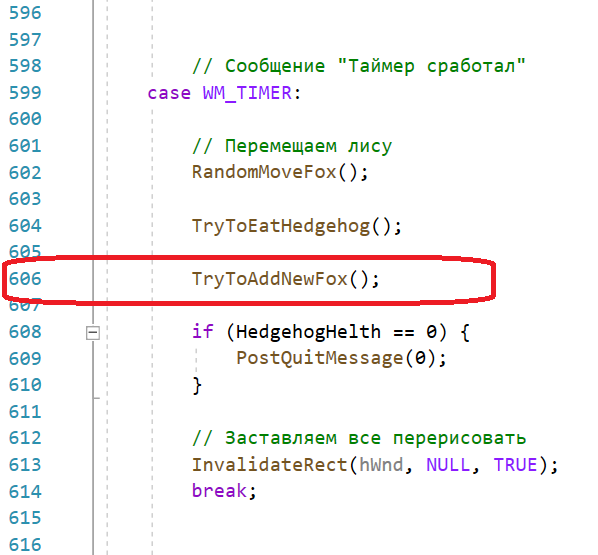 596
597
598 // Сообщение "Таймер сработал"
599 case WM_TIMER:
600
601 // Перемещаем лису
602 RandomMoveFox();
603
604 TryToEatHedgehog();
605
606 TryToAddNewFox();
607
608 if (HedgehogHelth == 0) {
609 PostQuitMessage(0);
610 }
611
612 // Заставляем все перерисовать
613 InvalidateRect(hWnd, NULL, TRUE);
614 break;
615
616